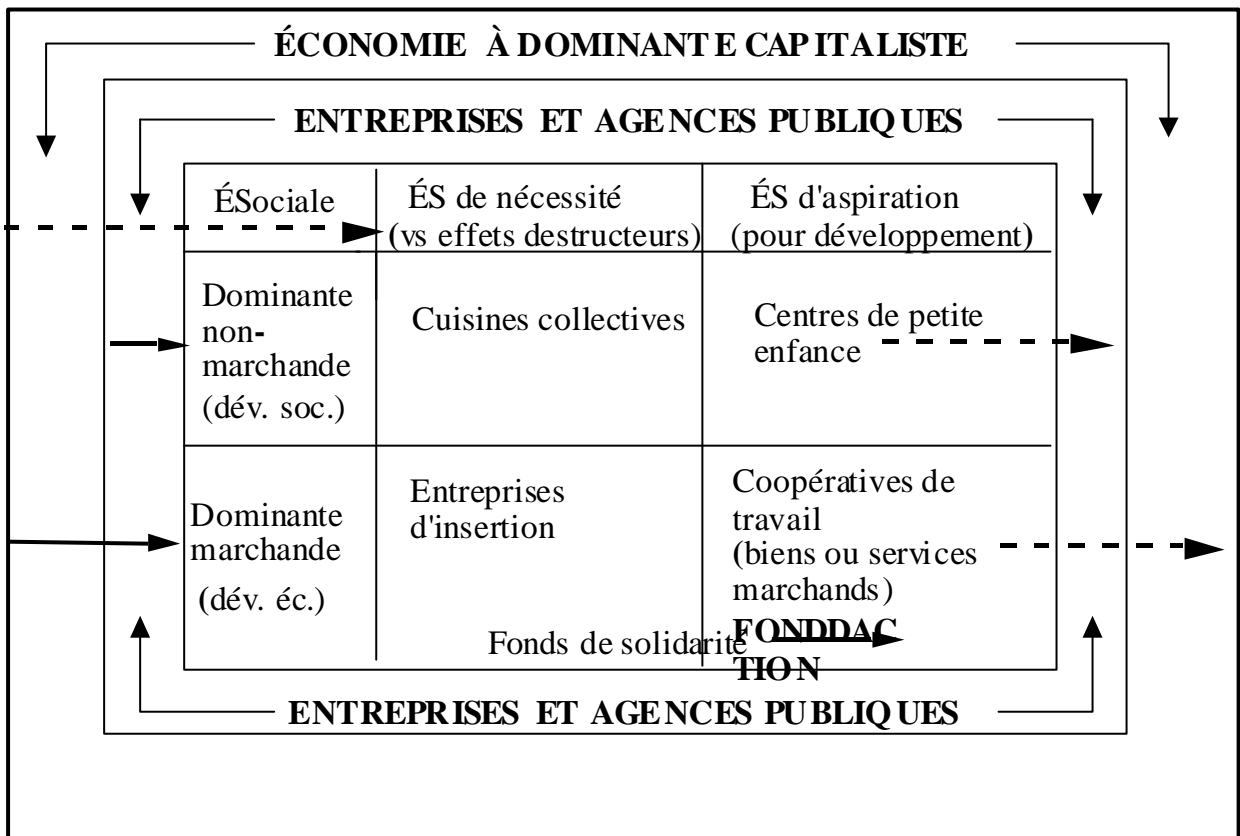 ÉCONOMIE À DOMINANTE CAPITALISTE
ENTREPRISES ET AGENCES PUBLIQUES
ÉSociale
ÉS de nécessité
(vs effets destructeurs)
ÉS d'aspiration
(pour développement)
Dominante
non-
marchande
(dév. soc.)
Cuisines collectives
Centres de petite
enfance
Dominante
marchande
(dév. éc.)
Entreprises
d'insertion
Coopératives de
travail
(biens ou services
marchands)
Fonds de solidarité
FONDDAC
TION
ENTREPRISES ET AGENCES PUBLIQUES